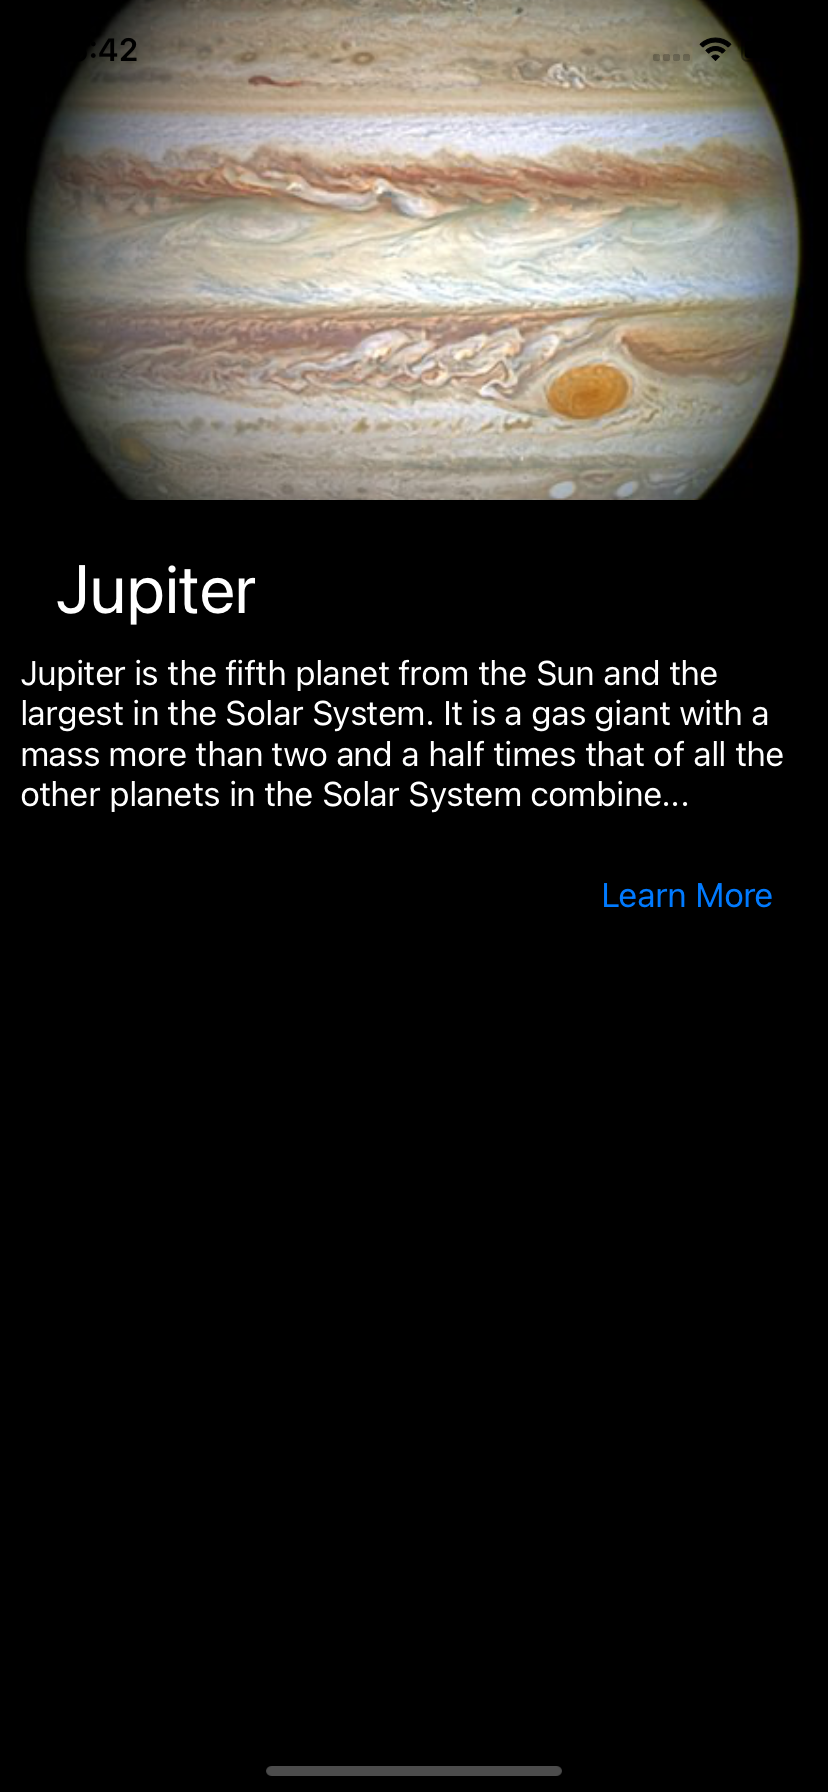 :42
Jupiter
Jupiter is the fifth planet from the Sun and the
largest in the Solar System. It is a gas giant with a
mass more than two and a half times that of all the
other planets in the Solar System combine...
Learn More